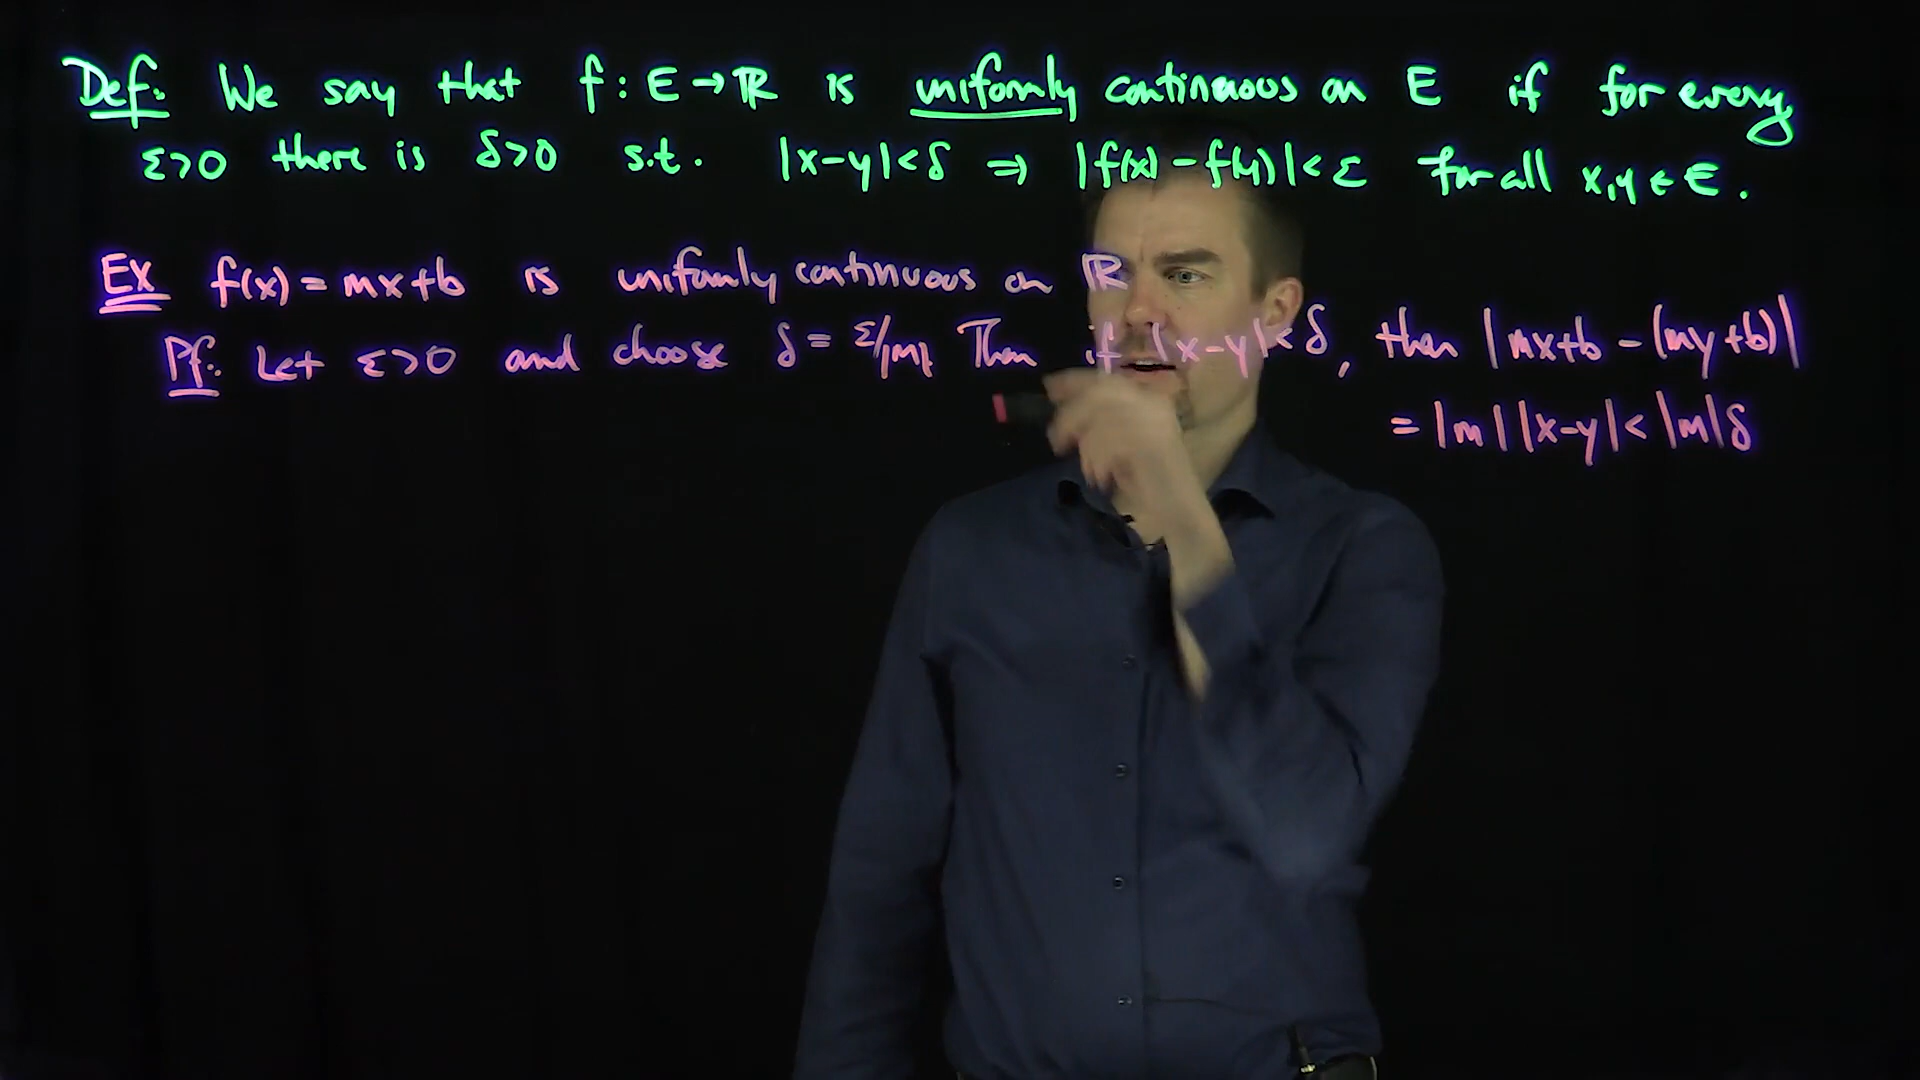 Def: We say that f: E → ℝ is uniformly continuous on E if for every
ε>0 there is δ>0 s.t. |x-y|<δ ⇒ |f(x)-f(y)|<ε for all x,y ∈ E.
Ex f(x)=mx+b is uniformly continuous on ℝ
Pf: Let ε>0 and choose δ = ε/|m|. Then if |x-y|<δ, then |mx+b-(my+b)|
= |m||x-y|<|m|δ